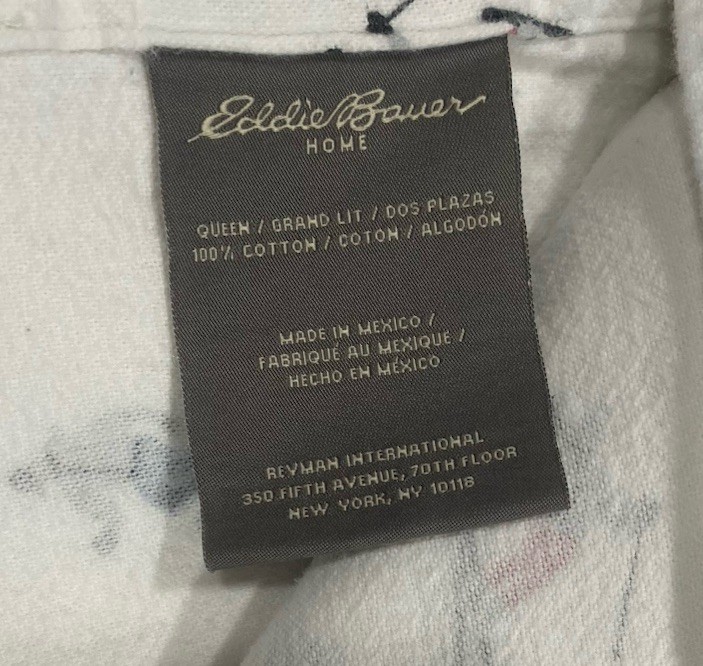 Eddie Bauer
HOME
QUEEN / GRAND LIT / DOS PLAZAS
100% COTTON / COTON / ALGODÓN
MADE IN MEXICO /
FABRIQUÉ AU MEXIQUE /
HECHO EN MÉXICO
REVMAN INTERNATIONAL
350 FIFTH AVENUE, 70TH FLOOR
NEW YORK, NY 10118